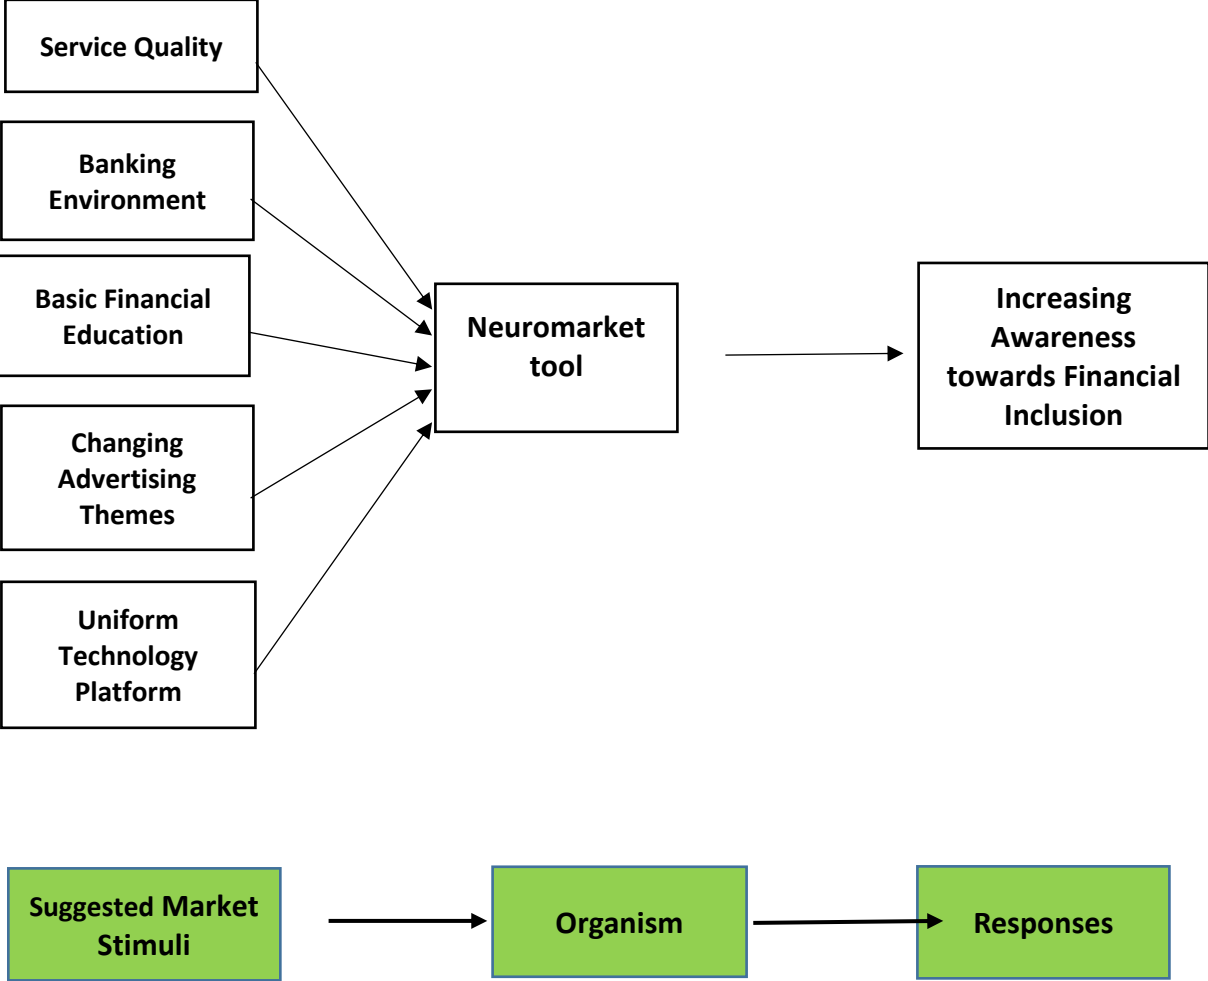 Service Quality
Banking
Environment
Basic Financial
Education
Changing
Advertising
Themes
Uniform
Technology
Platform
Neuromarket
tool
Increasing
Awareness
towards Financial
Inclusion
Suggested Market
Stimuli
Organism
Responses